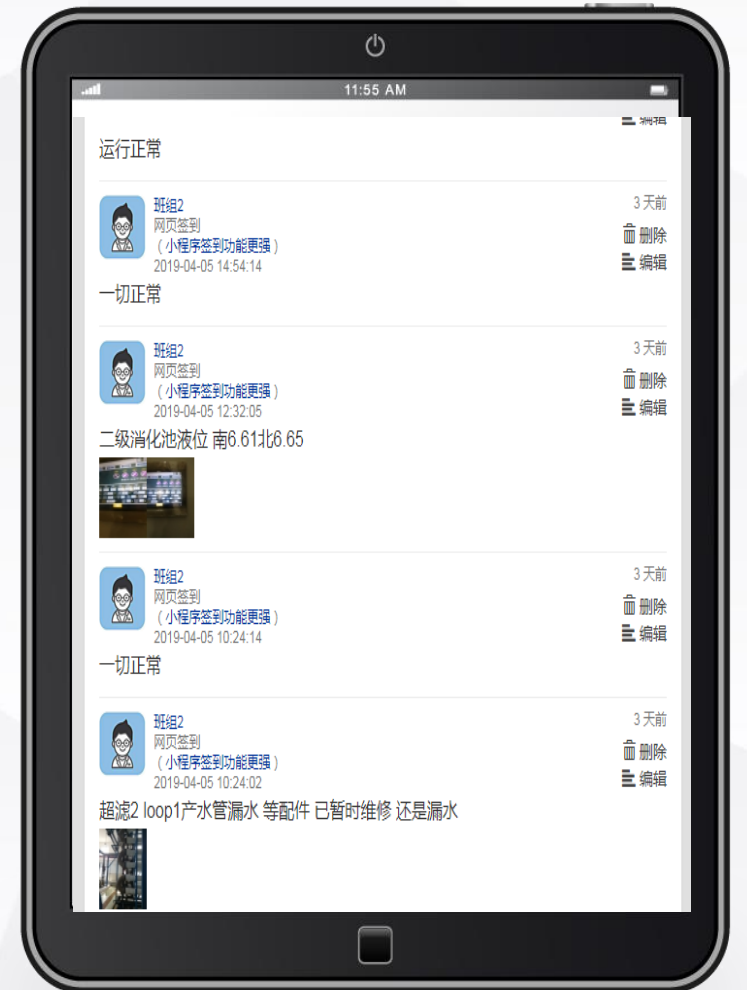 11:55 AM
编辑
运行正常
班组2
3 天前
网页签到
删除
（小程序签到功能更强）
编辑
2019-04-05 14:54:14
一切正常
班组2
3 天前
网页签到
删除
（小程序签到功能更强）
编辑
2019-04-05 12:32:05
二级消化池液位 南6.61北6.65
班组2
3 天前
网页签到
删除
（小程序签到功能更强）
编辑
2019-04-05 10:24:14
一切正常
班组2
3 天前
网页签到
删除
（小程序签到功能更强）
编辑
2019-04-05 10:24:02
超滤2 loop1产水管漏水 等配件 已暂时维修 还是漏水